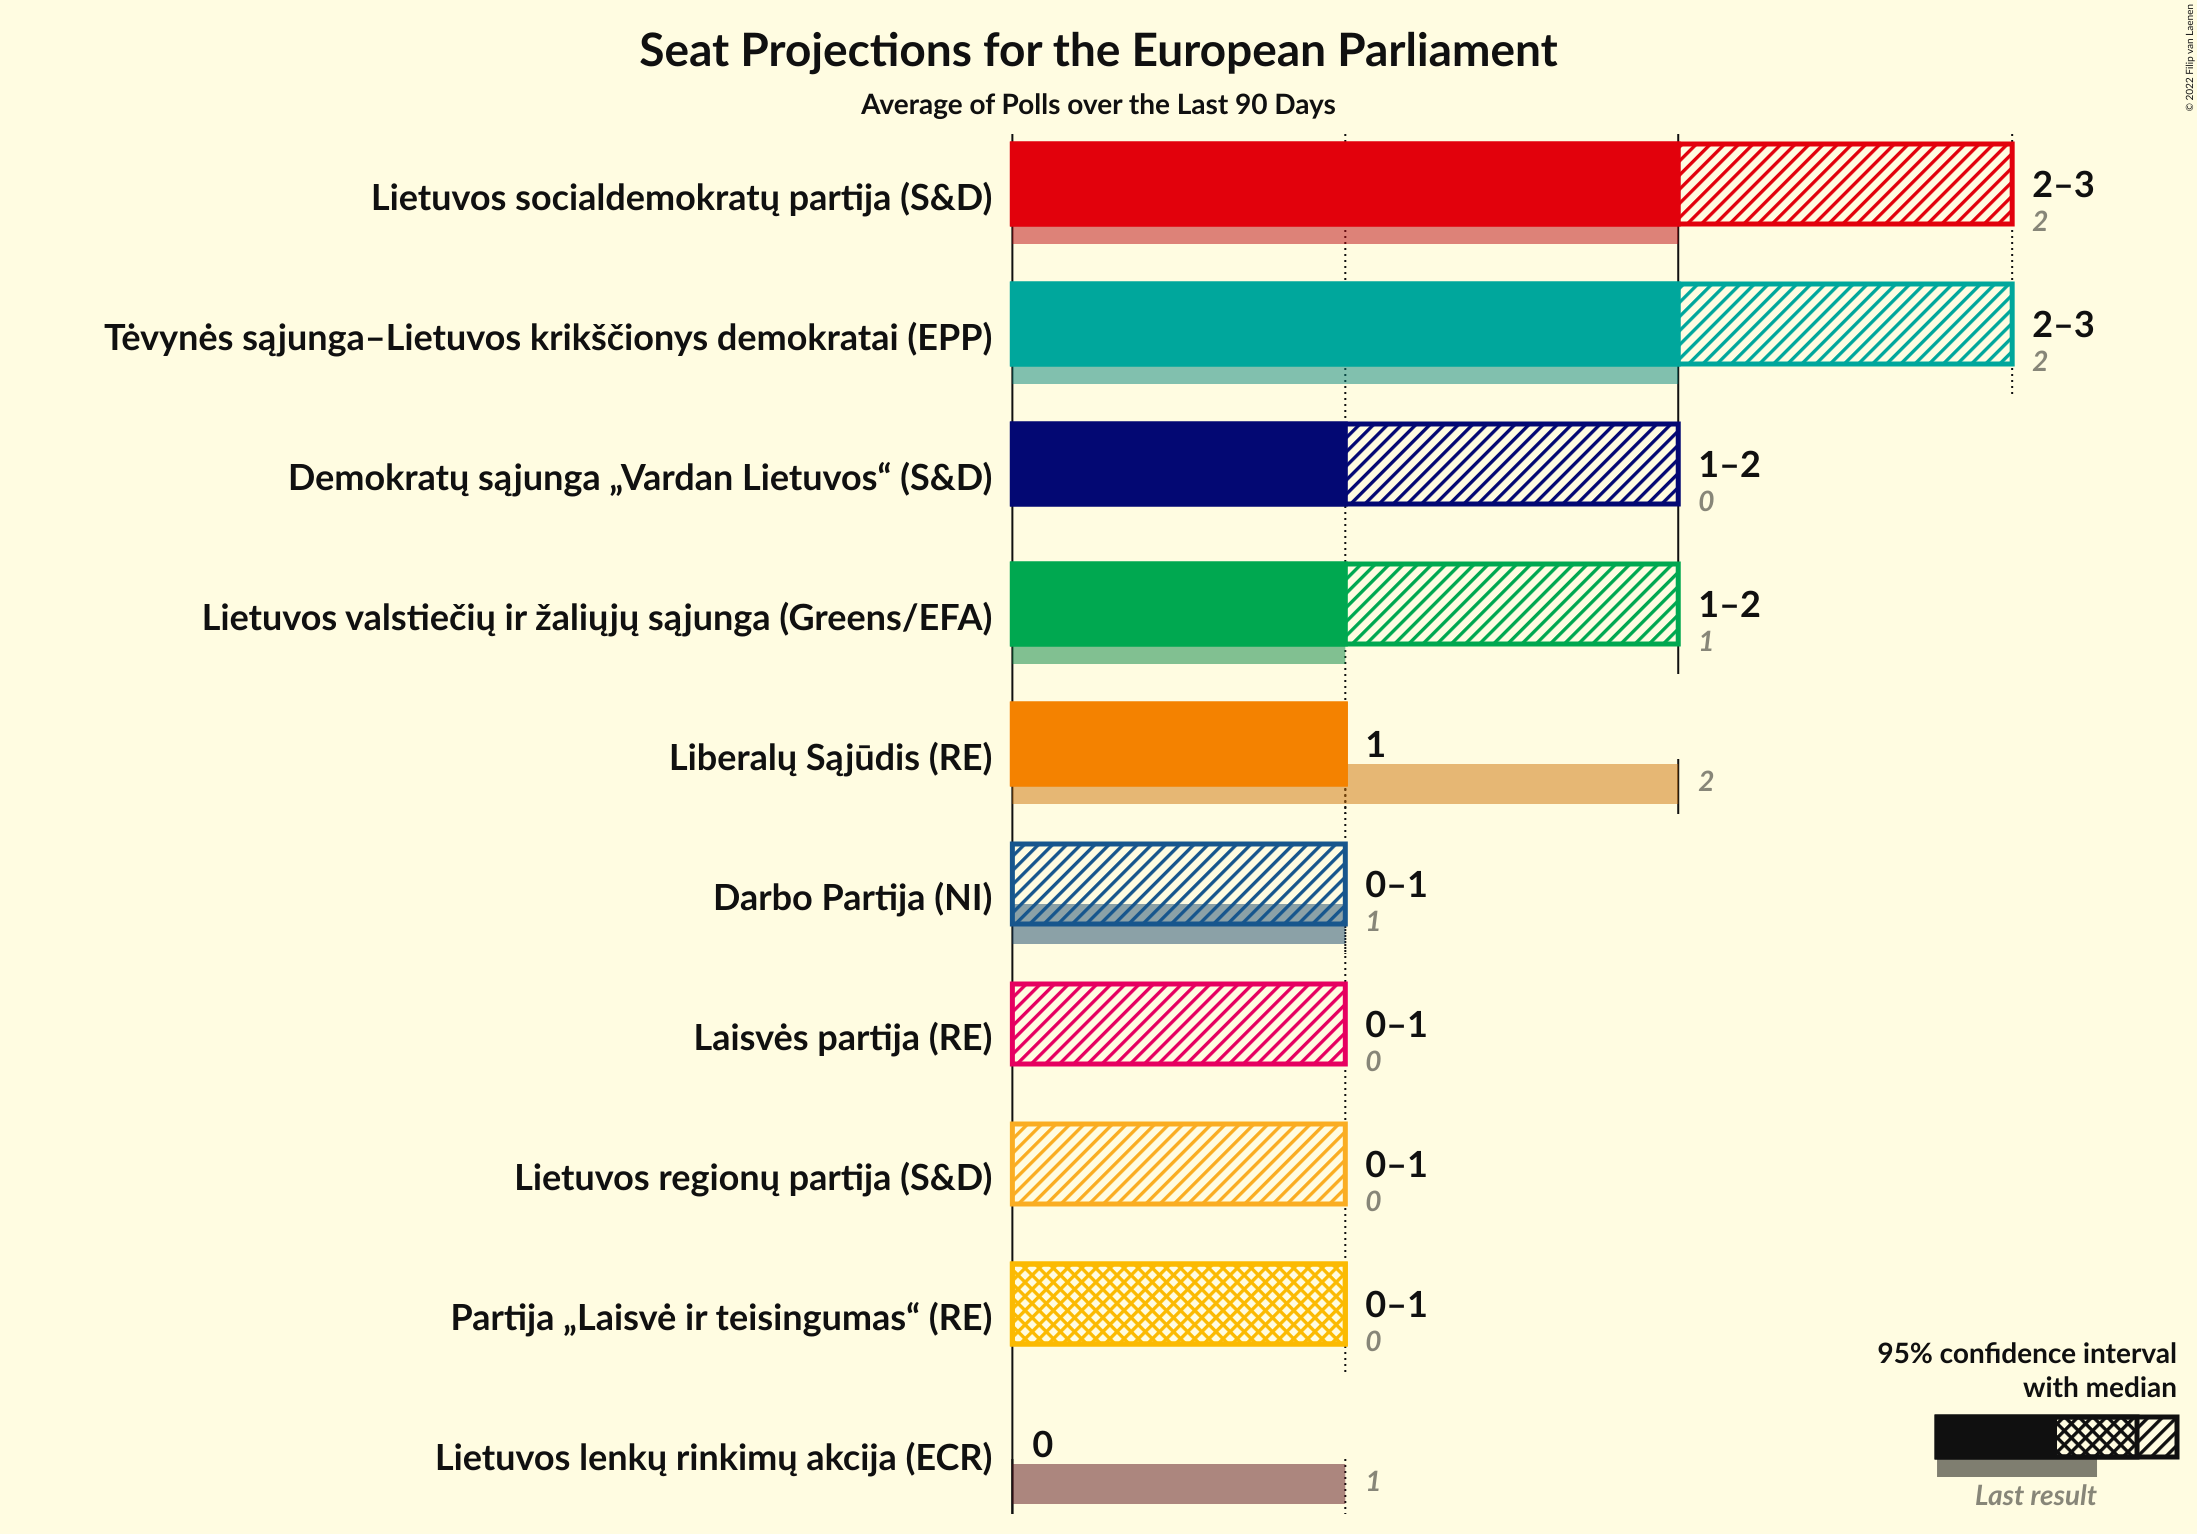 Seat Projections for the European Parliament
Average of Polls over the Last 90 Days
© 2022 Filip van Laenen
Lietuvos socialdemokratų partija (S&D)
2–3
2
Tėvynės sąjunga–Lietuvos krikščionys demokratai (EPP)
2–3
2
Demokratų sąjunga „Vardan Lietuvos“ (S&D)
1–2
0
Lietuvos valstiečių ir žaliųjų sąjunga (Greens/EFA)
1–2
1
Liberalų Sąjūdis (RE)
1
2
Darbo Partija (NI)
0–1
1
Laisvės partija (RE)
0–1
0
Lietuvos regionų partija (S&D)
0–1
0
Partija „Laisvė ir teisingumas“ (RE)
0–1
0
Lietuvos lenkų rinkimų akcija (ECR)
0
1
95% confidence interval
with median
Last result